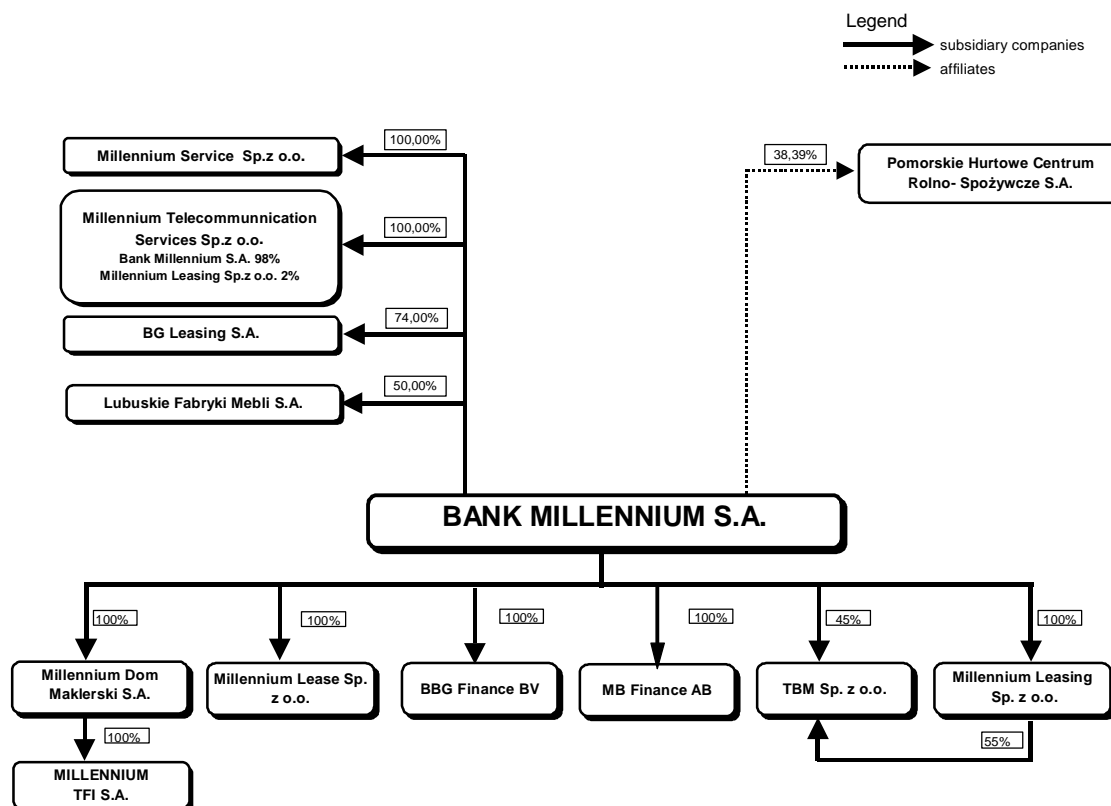 Legend
subsidiary companies
affiliates
100,00%
Millennium Service Sp.z o.o.
38,39%
Pomorskie Hurtowe Centrum
Rolno- Spożywcze S.A.
Millennium Telecommunnication
Services Sp.z o.o.
Bank Millennium S.A. 98%
Millennium Leasing Sp.z o.o. 2%
100,00%
74,00%
BG Leasing S.A.
50,00%
Lubuskie Fabryki Mebli S.A.
BANK MILLENNIUM S.A.
100%
100%
100%
100%
45%
100%
Millennium Dom
Maklerski S.A.
Millennium Lease Sp.
z o.o.
BBG Finance BV
MB Finance AB
TBM Sp. z o.o.
Millennium Leasing
Sp. z o.o.
100%
55%
MILLENNIUM
TFI S.A.